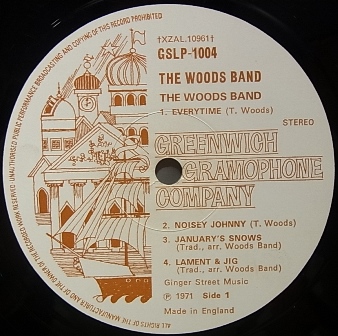 †XZAL.10961†
GSLP-1004
THE WOODS BAND
THE WOODS BAND
1. EVERYTIME (T. Woods)
STEREO
GREENWICH
GRAMOPHONE
COMPANY
2. NOISEY JOHNNY (T. Woods)
3. JANUARY'S SNOWS
(Trad., arr. Woods Band)
4. LAMENT & JIG
(Trad., arr. Woods Band)
Ginger Street Music
℗ 1971 Side 1
Made in England
ALL RIGHTS OF THE MANUFACTURER AND OF THE OWNER OF THE RECORDED WORK RESERVED. UNAUTHORISED PUBLIC PERFORMANCE BROADCASTING AND COPYING OF THIS RECORD PROHIBITED